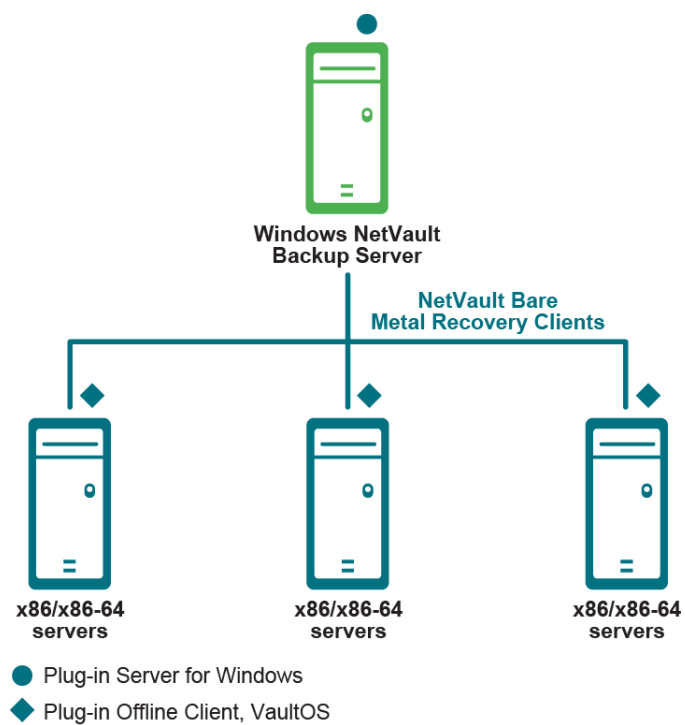 Windows NetVault
Backup Server
NetVault Bare
Metal Recovery Clients
x86/x86-64
servers
x86/x86-64
servers
x86/x86-64
servers
Plug-in Server for Windows
Plug-in Offline Client, VaultOS